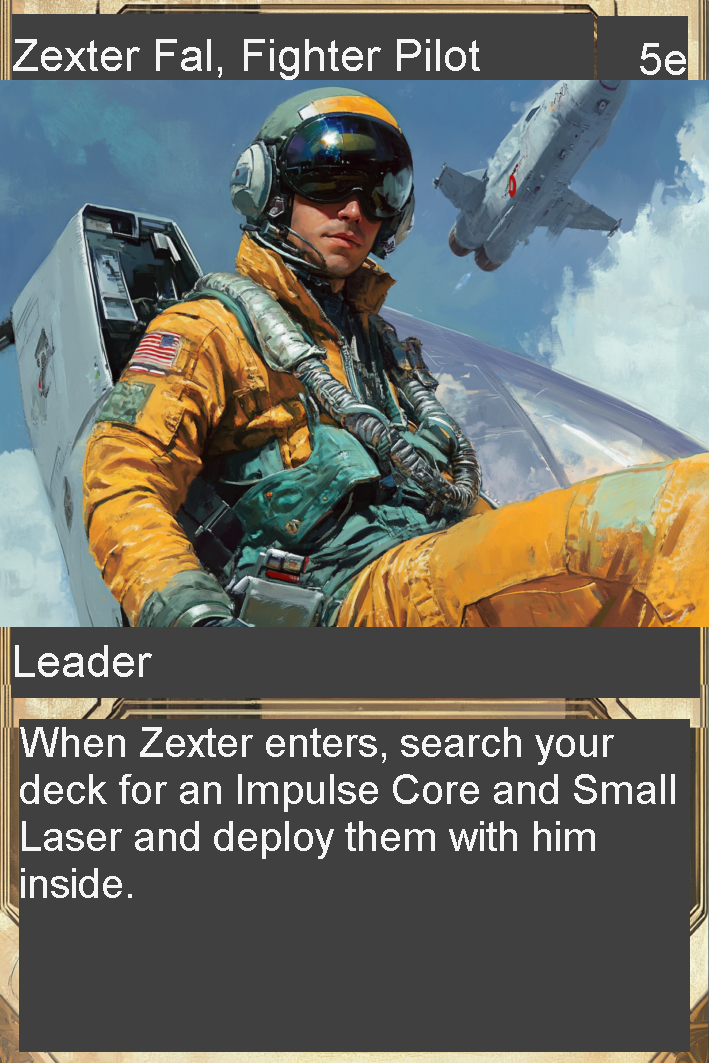 Zexter Fal, Fighter Pilot
5e
Leader
When Zexter enters, search your
deck for an Impulse Core and Small
Laser and deploy them with him
inside.